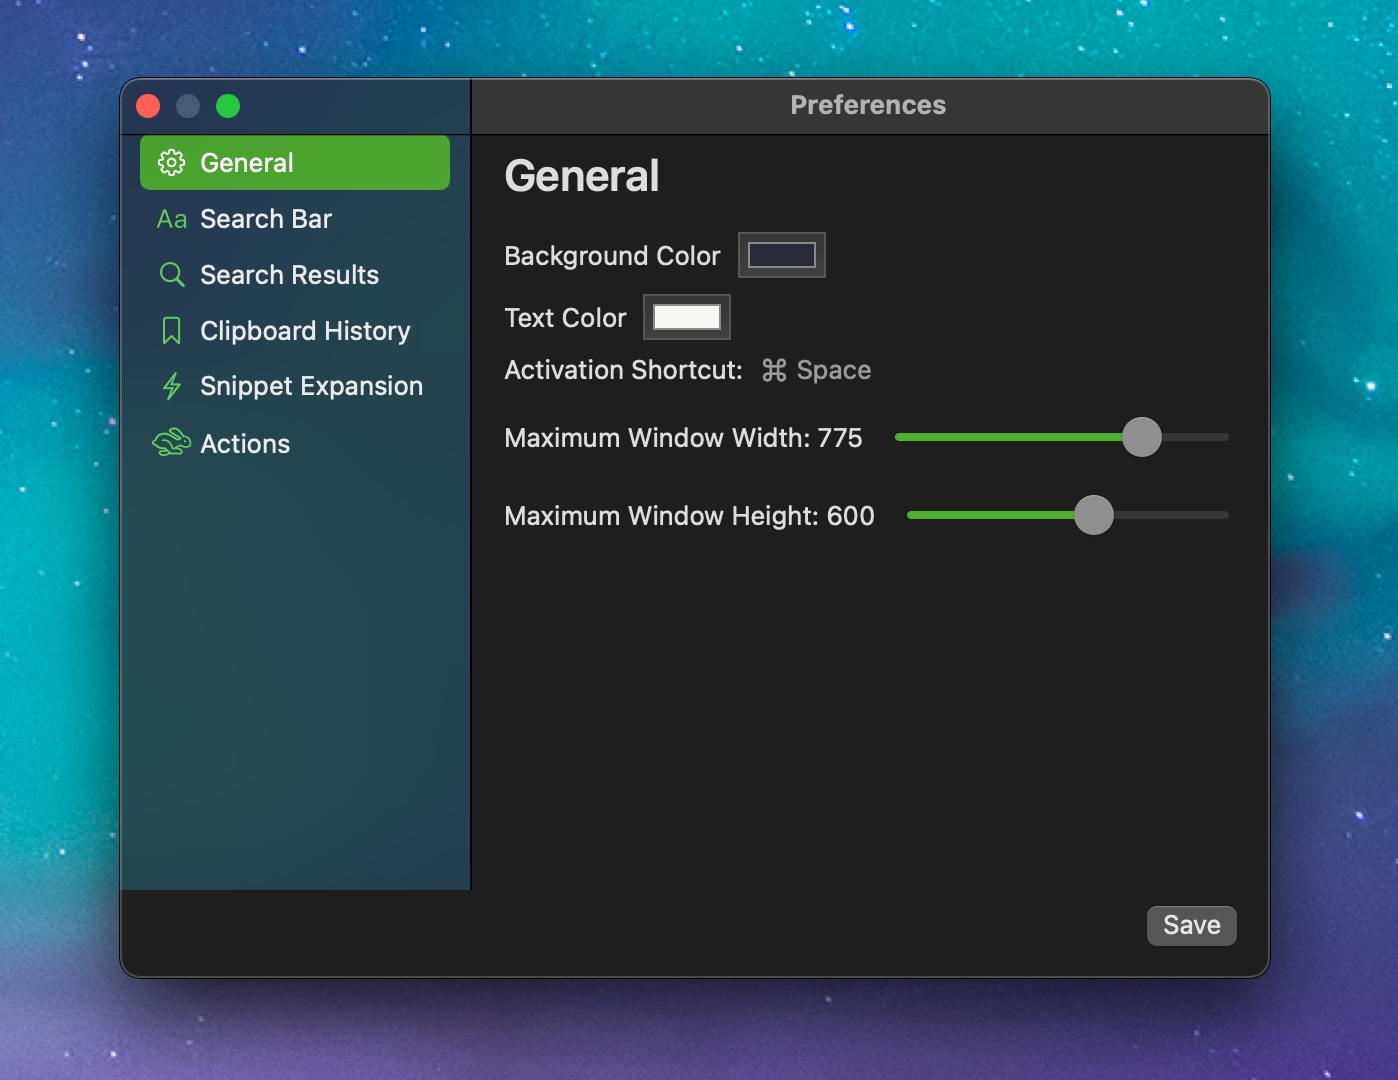 Preferences
General
Aa Search Bar
Search Results
Clipboard History
Snippet Expansion
Actions
General
Background Color
Text Color
Activation Shortcut: ⌘ Space
Maximum Window Width: 775
Maximum Window Height: 600
Save